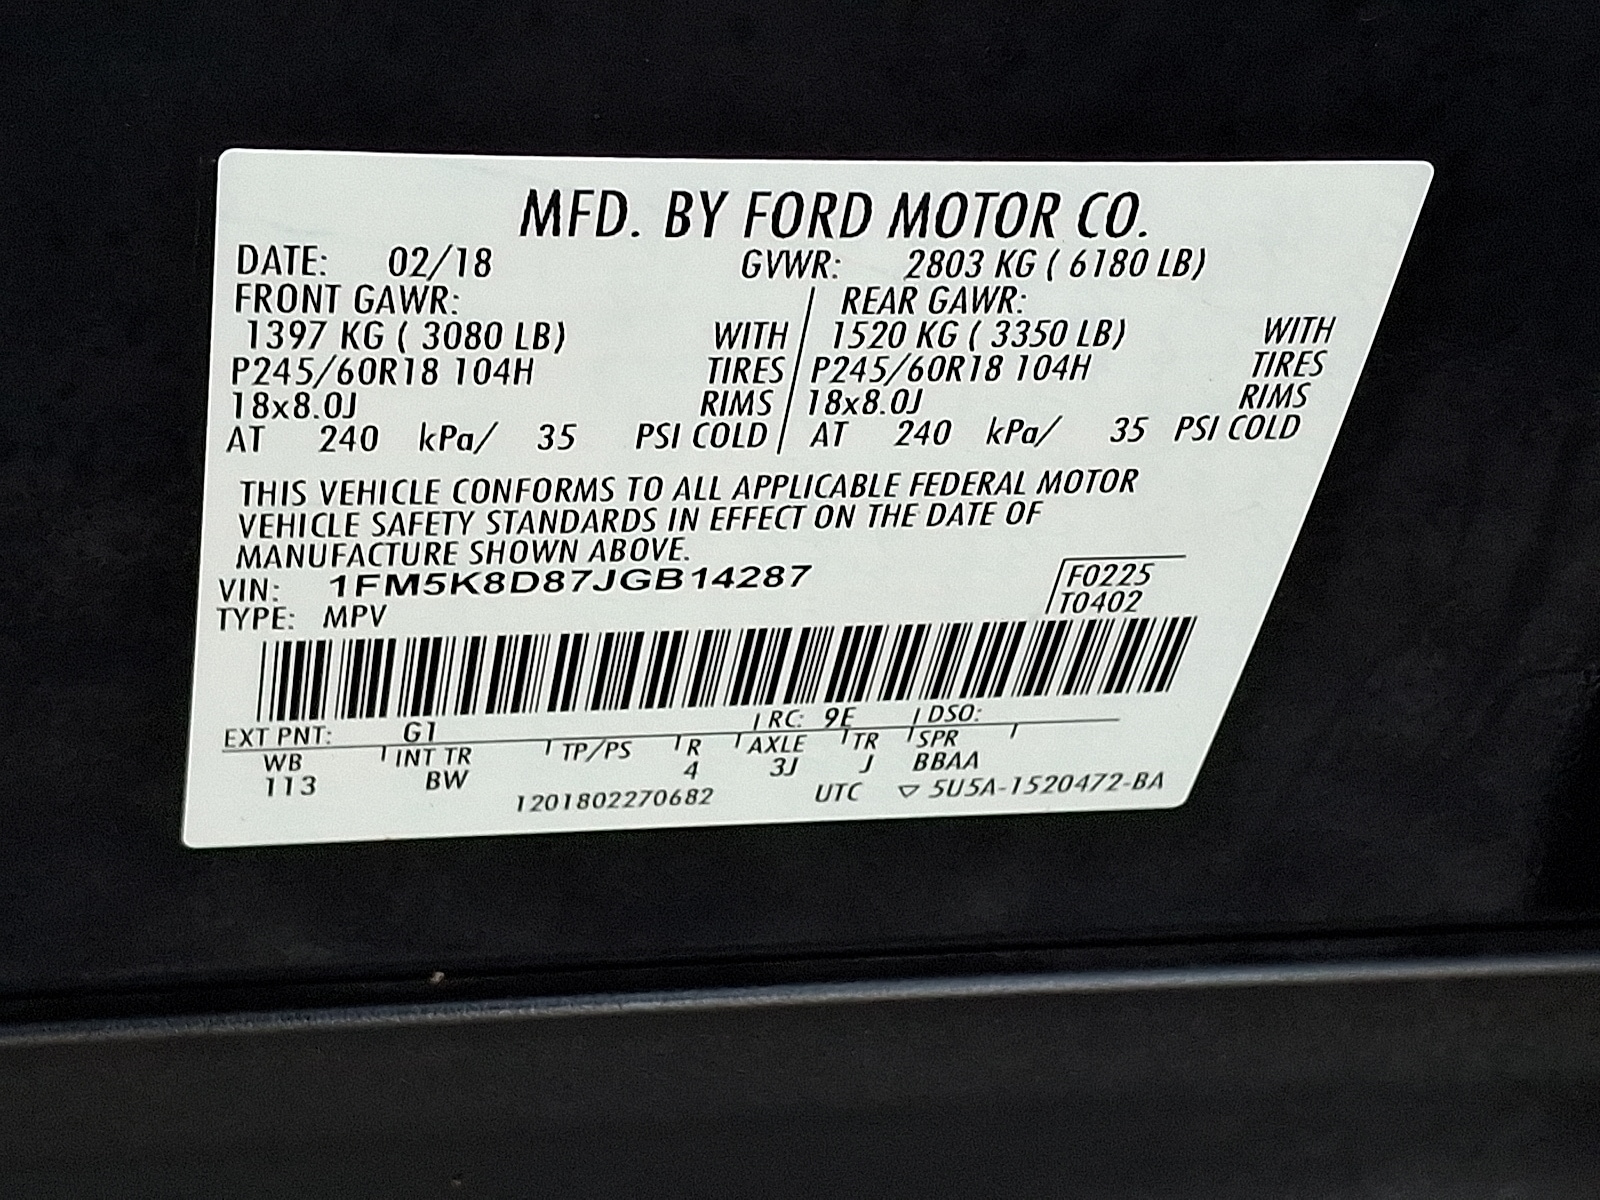 MFD. BY FORD MOTOR CO.
DATE: 02/18 GVWR: 2803 KG ( 6180 LB)
FRONT GAWR: / REAR GAWR:
1397 KG ( 3080 LB) WITH / 1520 KG ( 3350 LB) WITH
P245/60R18 104H TIRES / P245/60R18 104H TIRES
18x8.0J RIMS / 18x8.0J RIMS
AT 240 kPa/ 35 PSI COLD / AT 240 kPa/ 35 PSI COLD
THIS VEHICLE CONFORMS TO ALL APPLICABLE FEDERAL MOTOR
VEHICLE SAFETY STANDARDS IN EFFECT ON THE DATE OF
MANUFACTURE SHOWN ABOVE.
VIN: 1FM5K8D87JGB14287 F0225
TYPE: MPV T0402
EXT PNT: G1 RC: 9E DSO:
WB INT TR TP/PS R AXLE TR SPR
113 BW 4 3J J BBAA
1201802270682 UTC ▽ 5U5A-1520472-BA